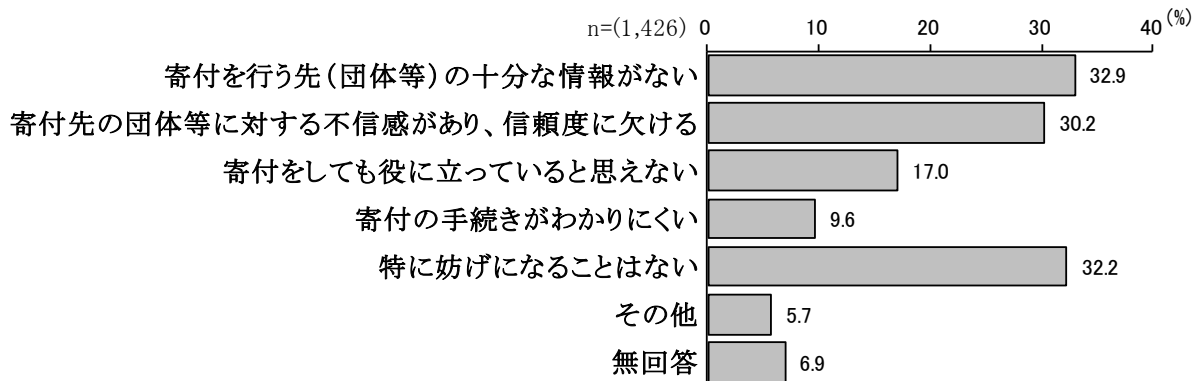 n=(1,426) 0 10 20 30 40 (%)
寄付を行う先(団体等)の十分な情報がない 32.9
寄付先の団体等に対する不信感があり、信頼度に欠ける 30.2
寄付をしても役に立っていると思えない 17.0
寄付の手続きがわかりにくい 9.6
特に妨げになることはない 32.2
その他 5.7
無回答 6.9